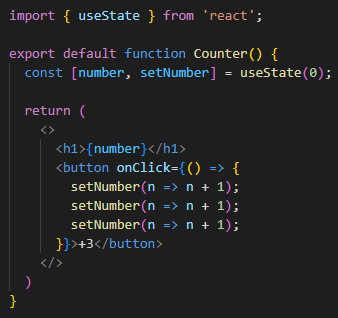 import { useState } from 'react';

export default function Counter() {
  const [number, setNumber] = useState(0);

  return (
    <>
      <h1>{number}</h1>
      <button onClick={() => {
        setNumber(n => n + 1);
        setNumber(n => n + 1);
        setNumber(n => n + 1);
      }}>+3</button>
    </>
  )
}